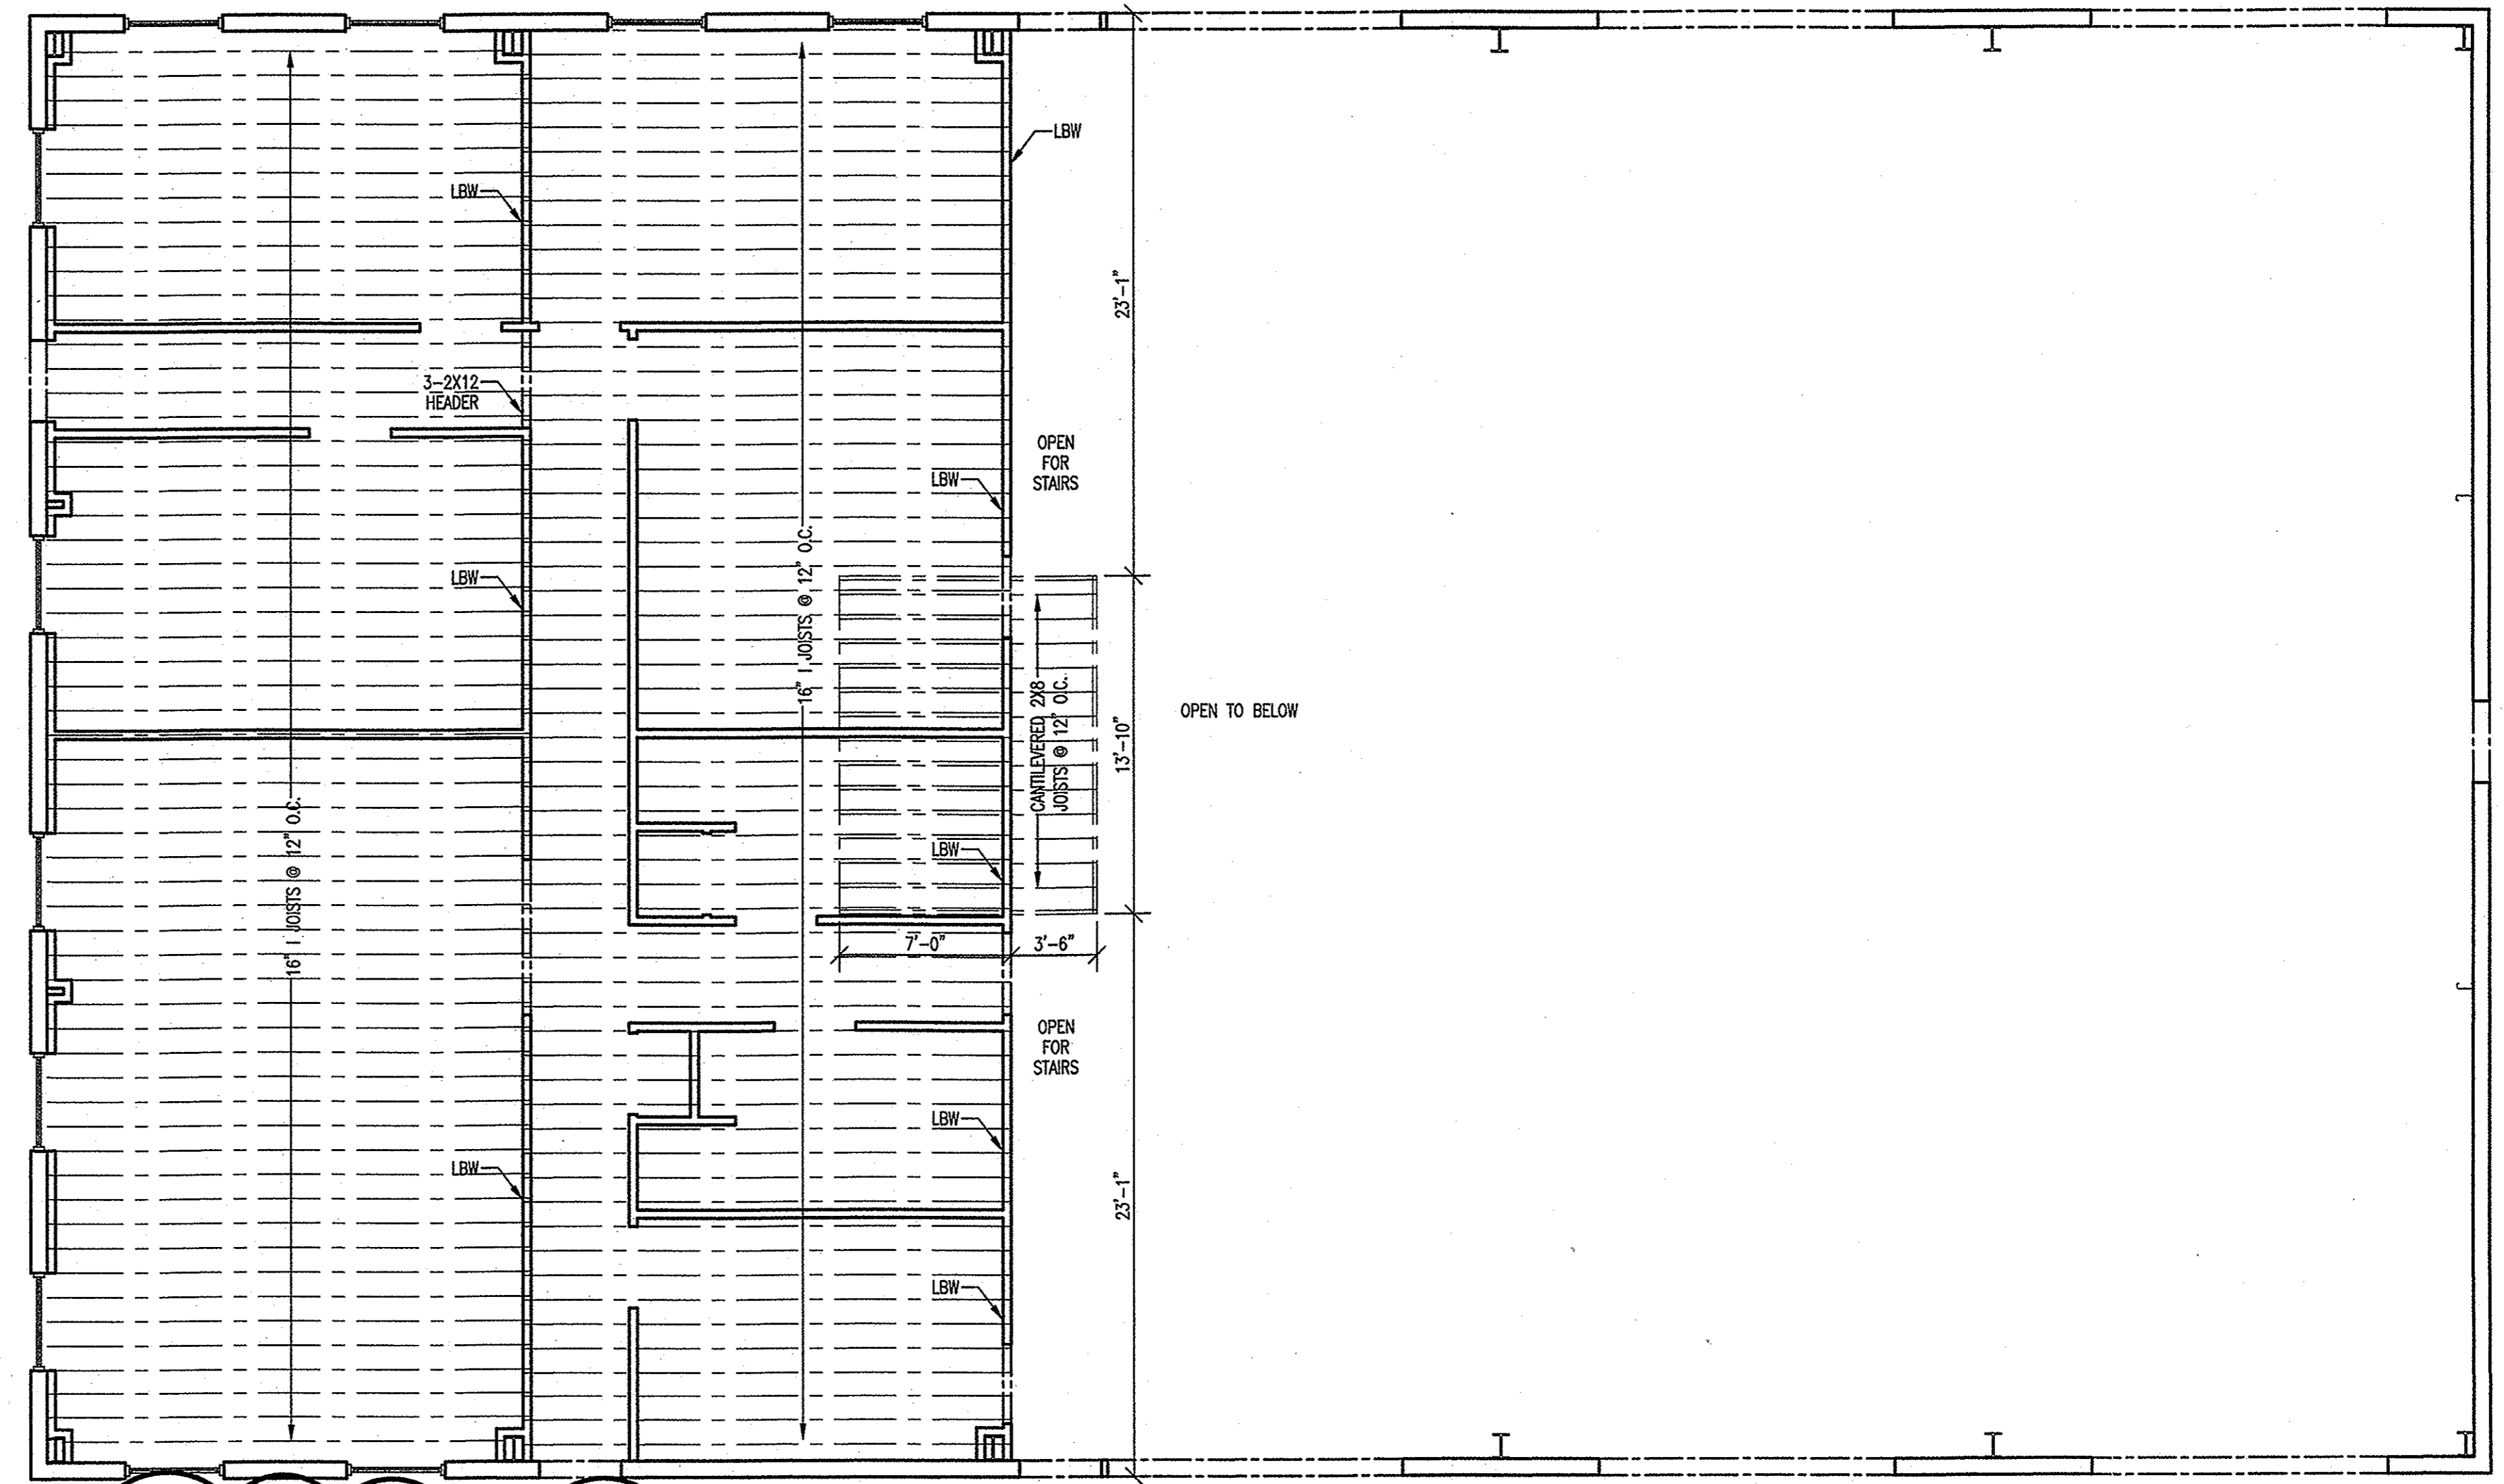 LBW
LBW
23'-1"
3-2X12
HEADER
OPEN
FOR
STAIRS
LBW
LBW
16" I JOISTS @ 12" O.C.
CANTILEVERED 2X8
JOISTS @ 12" O.C.
13'-10"
OPEN TO BELOW
16" I JOISTS @ 12" O.C.
LBW
7'-0"
3'-6"
OPEN
FOR
STAIRS
LBW
LBW
23'-1"
LBW